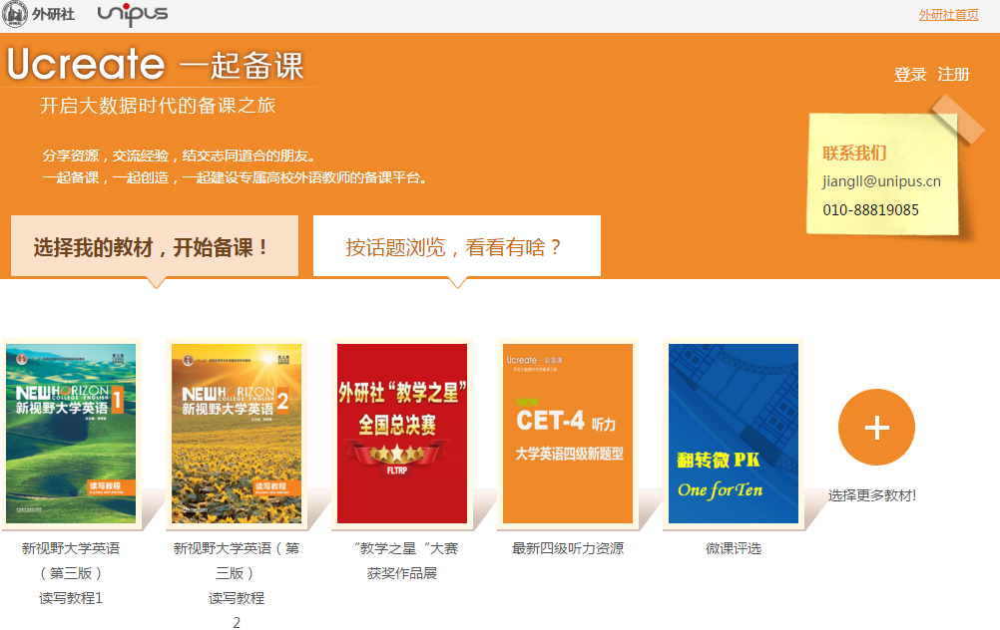 外研社 unipus 外研社首页
Ucreate 一起备课
登录 注册
开启大数据时代的备课之旅
分享资源，交流经验，结交志同道合的朋友。
一起备课，一起创造，一起建设专属高校外语教师的备课平台。
联系我们
jiangll@unipus.cn
010-88819085
选择我的教材，开始备课！
按话题浏览，看看有啥？
NEW HORIZON
COLLEGE ENGLISH
新视野大学英语 1
读写教程
NEW HORIZON
COLLEGE ENGLISH
新视野大学英语 2
读写教程
外研社“教学之星”
全国总决赛
FLTRP
Ucreate 一起备课
开启大数据时代的备课之旅
CET-4 听力
大学英语四级新题型
翻转微 PK
One for Ten
选择更多教材!
新视野大学英语
（第三版）
读写教程1
新视野大学英语（第
三版）
读写教程
2
“教学之星“大赛
获奖作品展
最新四级听力资源
微课评选